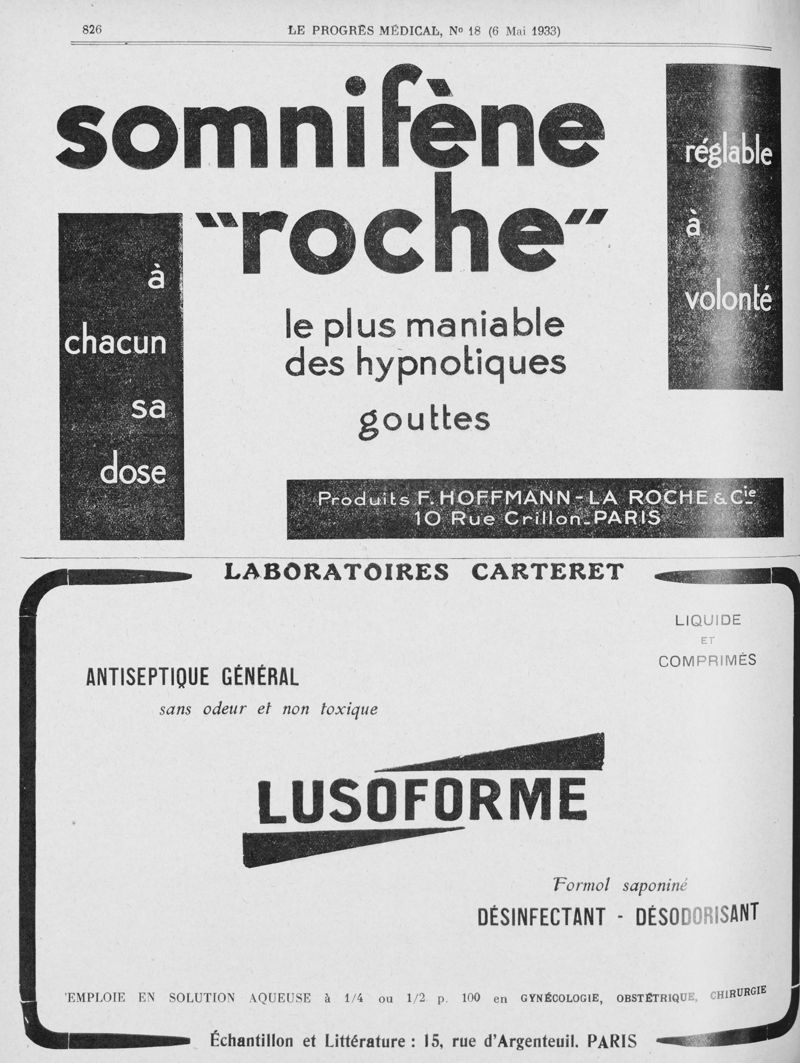 826
LE PROGRÈS MÉDICAL, Nº 18 (6 Mai 1933)
somnifène
"roche"
réglable
à
volonté
à
chacun
sa
dose
le plus maniable
des hypnotiques
gouttes
Produits F. HOFFMANN-LA ROCHE & Cie
10 Rue Crillon-PARIS
LABORATOIRES CARTERET
LIQUIDE
ET
COMPRIMÉS
ANTISEPTIQUE GÉNÉRAL
sans odeur et non toxique
LUSOFORME
Formol saponiné
DÉSINFECTANT - DÉSODORISANT
'EMPLOIE EN SOLUTION AQUEUSE à 1/4 ou 1/2 p. 100 en GYNÉCOLOGIE, OBSTÉTRIQUE, CHIRURGIE
Échantillon et Littérature : 15, rue d'Argenteuil. PARIS